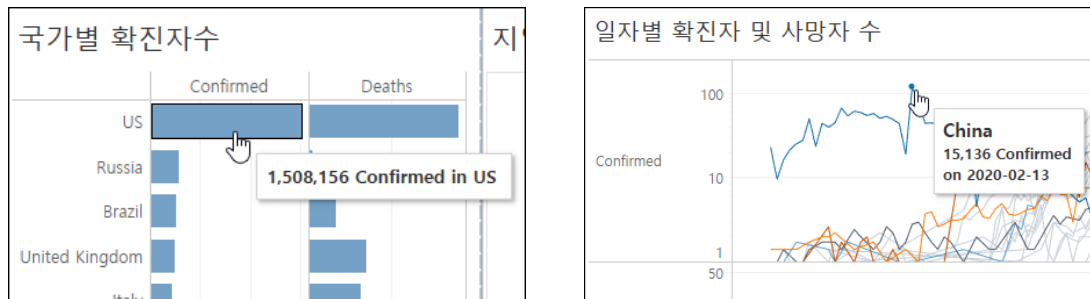 국가별 확진자수
지
Confirmed
Deaths
US
Russia
1,508,156 Confirmed in US
Brazil
United Kingdom
Italy
일자별 확진자 및 사망자 수
100
China
15,136 Confirmed
on 2020-02-13
Confirmed
10
1
50